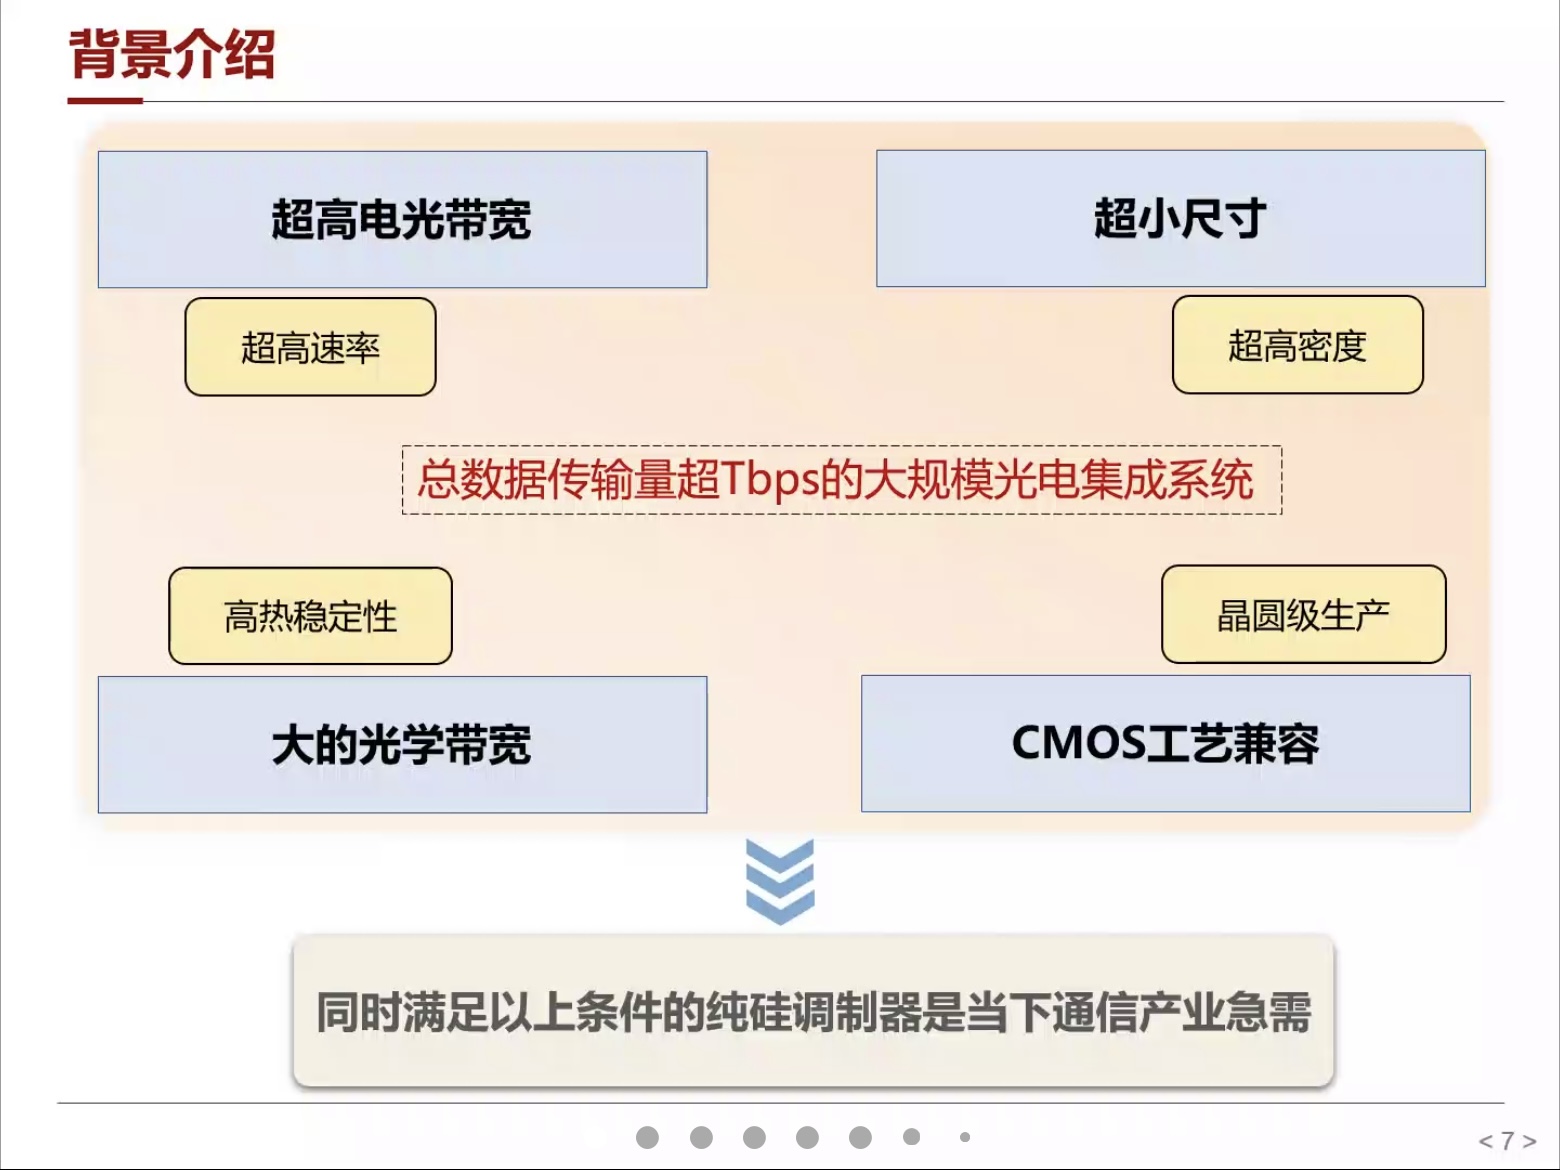 背景介绍
超高电光带宽
超小尺寸
超高速率
超高密度
总数据传输量超Tbps的大规模光电集成系统
高热稳定性
晶圆级生产
大的光学带宽
CMOS工艺兼容
同时满足以上条件的纯硅调制器是当下通信产业急需
< 7 >